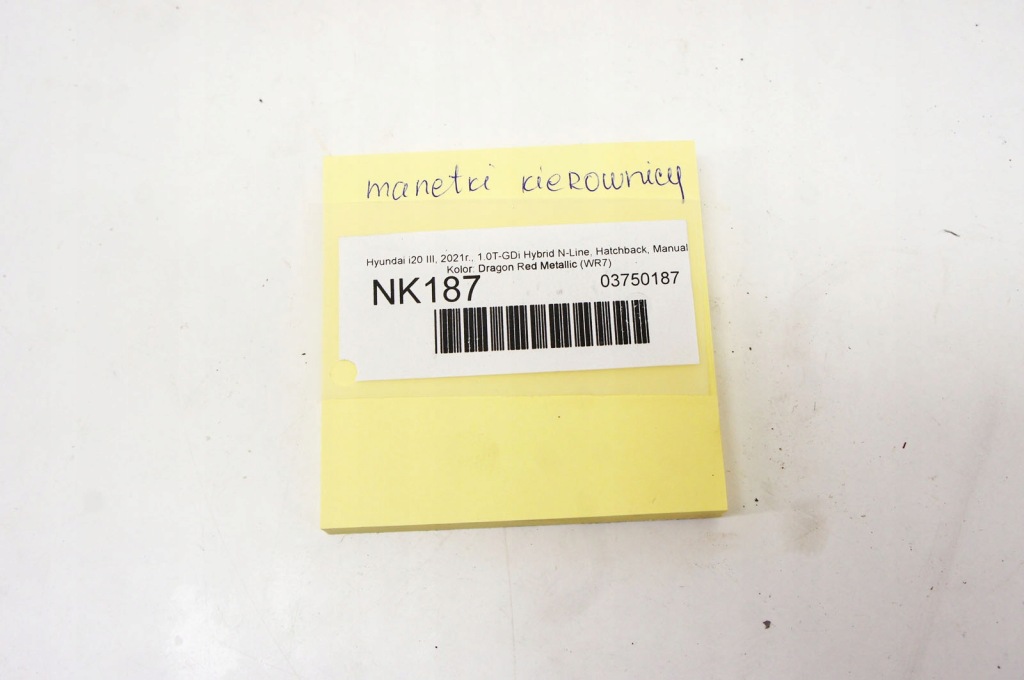 manetki kierownicy
Hyundai i20 III, 2021r., 1.0T-GDi Hybrid N-Line, Hatchback, Manual
Kolor: Dragon Red Metallic (WR7)
NK187 03750187